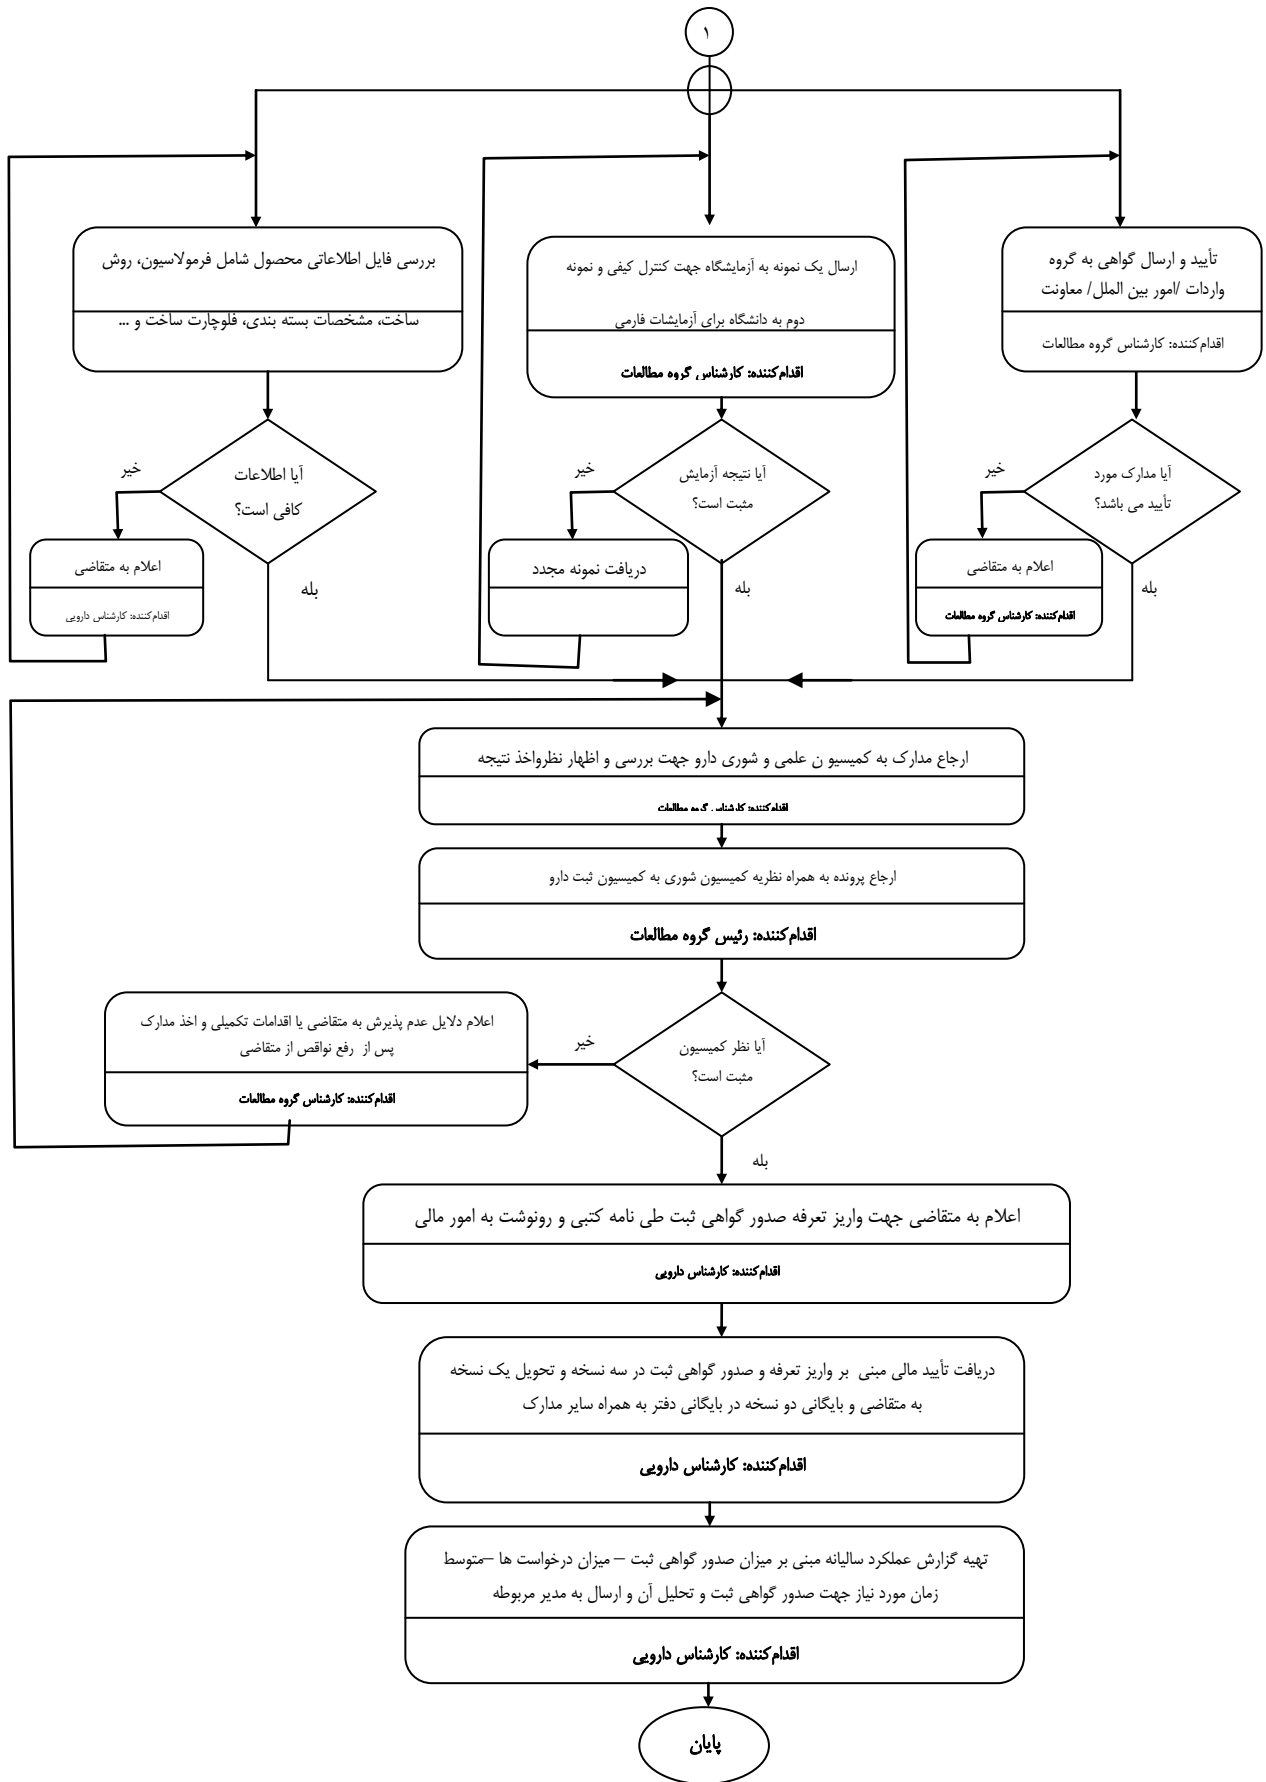 ۱
تأیید و ارسال گواهی به گروه
واردات /امور بین الملل/ معاونت
اقدام‌کننده: کارشناس گروه مطالعات
آیا مدارک مورد
تأیید می باشد؟
خیر
بله
اعلام به متقاضی
اقدام‌کننده: کارشناس گروه مطالعات
ارسال یک نمونه به آزمایشگاه جهت کنترل کیفی و نمونه
دوم به دانشگاه برای آزمایشات فارمی
اقدام‌کننده: کارشناس گروه مطالعات
آیا نتیجه آزمایش
مثبت است؟
خیر
بله
دریافت نمونه مجدد
بررسی فایل اطلاعاتی محصول شامل فرمولاسیون، روش
ساخت، مشخصات بسته بندی، فلوچارت ساخت و ...
آیا اطلاعات
کافی است؟
خیر
بله
اعلام به متقاضی
اقدام‌کننده: کارشناس دارویی
ارجاع مدارک به کمیسیو ن علمی و شوری دارو جهت بررسی و اظهار نظرواخذ نتیجه
اقدام‌کننده: کارشناس گروه مطالعات
ارجاع پرونده به همراه نظریه کمیسیون شوری به کمیسیون ثبت دارو
اقدام‌کننده: رئیس گروه مطالعات
آیا نظر کمیسیون
مثبت است؟
خیر
بله
اعلام دلایل عدم پذیرش به متقاضی یا اقدامات تکمیلی و اخذ مدارک
پس از رفع نواقص از متقاضی
اقدام‌کننده: کارشناس گروه مطالعات
اعلام به متقاضی جهت واریز تعرفه صدور گواهی ثبت طی نامه کتبی و رونوشت به امور مالی
اقدام‌کننده: کارشناس دارویی
دریافت تأیید مالی مبنی بر واریز تعرفه و صدور گواهی ثبت در سه نسخه و تحویل یک نسخه
به متقاضی و بایگانی دو نسخه در بایگانی دفتر به همراه سایر مدارک
اقدام‌کننده: کارشناس دارویی
تهیه گزارش عملکرد سالیانه مبنی بر میزان صدور گواهی ثبت – میزان درخواست ها –متوسط
زمان مورد نیاز جهت صدور گواهی ثبت و تحلیل آن و ارسال به مدیر مربوطه
اقدام‌کننده: کارشناس دارویی
پایان